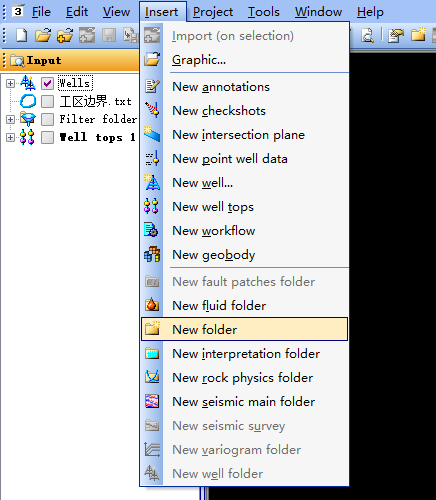 3 File Edit View Insert Project Tools Window Help
Input
Wells
工区边界.txt
Filter folder
Well tops 1
Import (on selection)
Graphic...
New annotations
New checkshots
New intersection plane
New point well data
New well...
New well tops
New workflow
New geobody
New fault patches folder
New fluid folder
New folder
New interpretation folder
New rock physics folder
New seismic main folder
New seismic survey
New variogram folder
New well folder